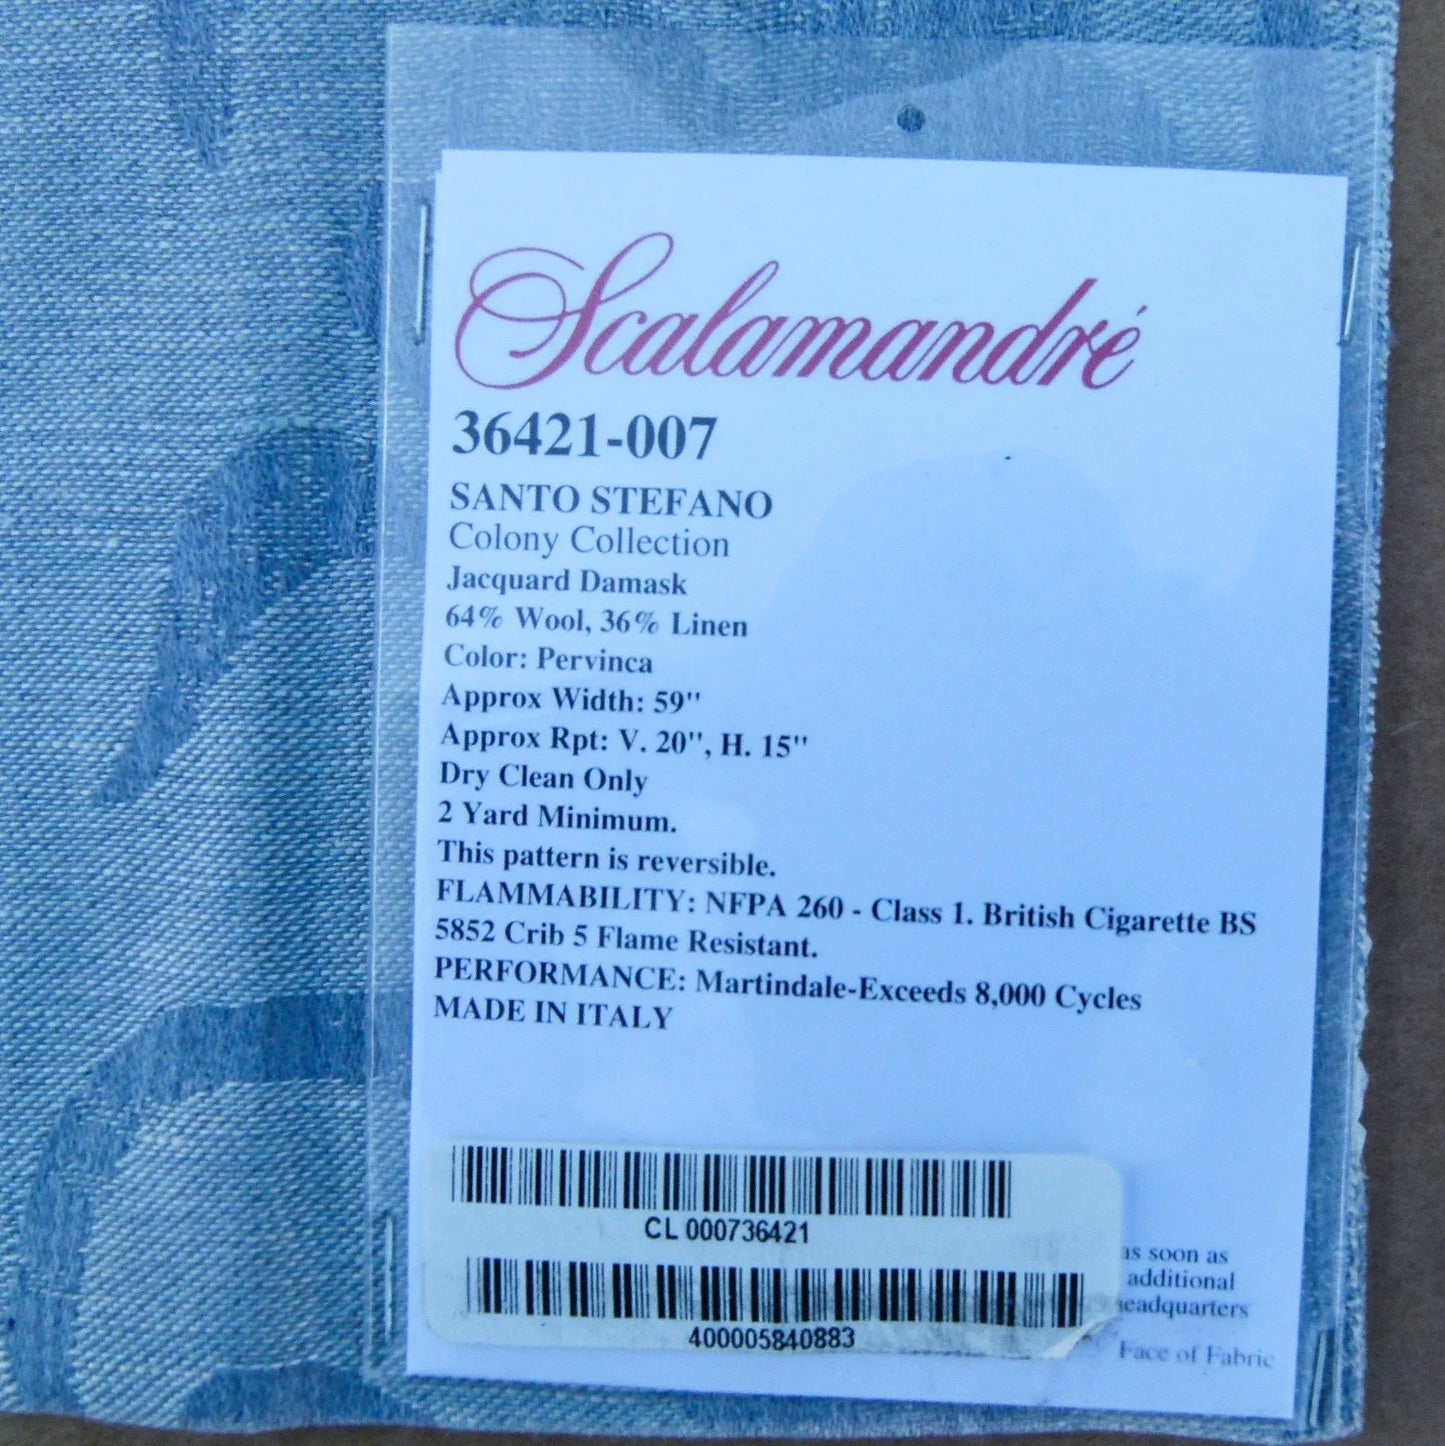 Scalamandré
36421-007
SANTO STEFANO
Colony Collection
Jacquard Damask
64% Wool, 36% Linen
Color: Pervinca
Approx Width: 59"
Approx Rpt: V. 20", H. 15"
Dry Clean Only
2 Yard Minimum.
This pattern is reversible.
FLAMMABILITY: NFPA 260 - Class 1. British Cigarette BS
5852 Crib 5 Flame Resistant.
PERFORMANCE: Martindale-Exceeds 8,000 Cycles
MADE IN ITALY
CL 000736421
400005840883
as soon as
additional
headquarters
Face of Fabric